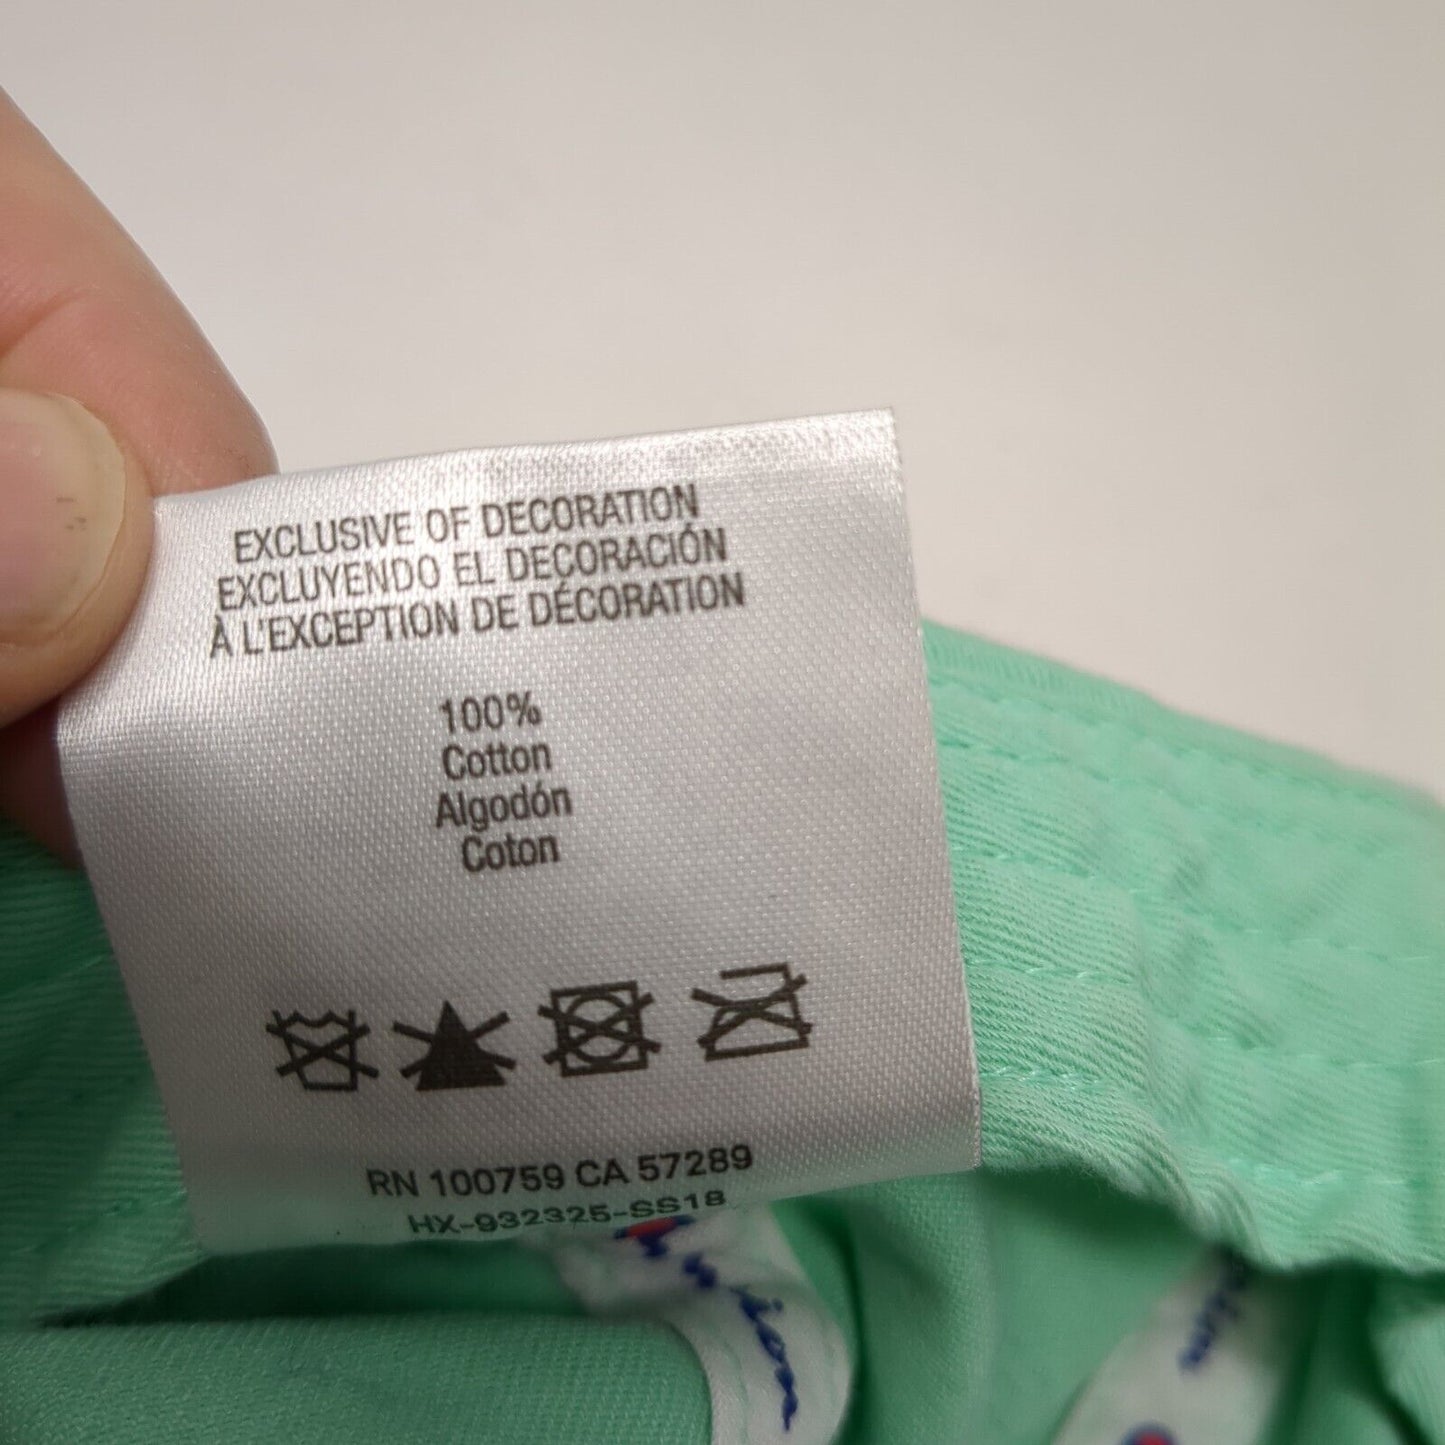 EXCLUSIVE OF DECORATION
EXCLUYENDO EL DECORACIÓN
À L'EXCEPTION DE DÉCORATION
100%
Cotton
Algodón
Coton
RN 100759 CA 57289
HX-932325-SS18